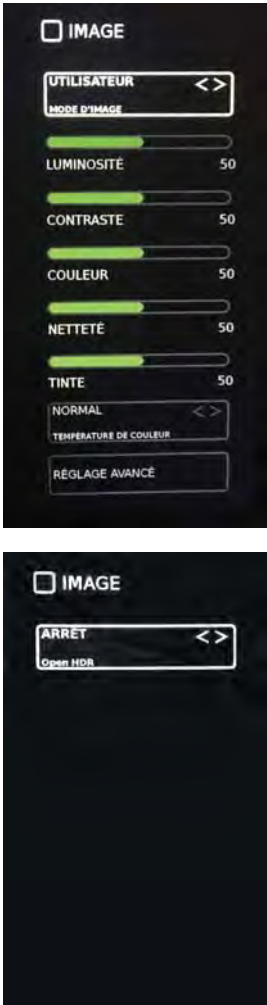 IMAGE
UTILISATEUR < >
MODE D'IMAGE
LUMINOSITÉ 50
CONTRASTE 50
COULEUR 50
NETTETÉ 50
TINTE 50
NORMAL < >
TEMPÉRATURE DE COULEUR
RÉGLAGE AVANCÉ
IMAGE
ARRÊT < >
Open HDR